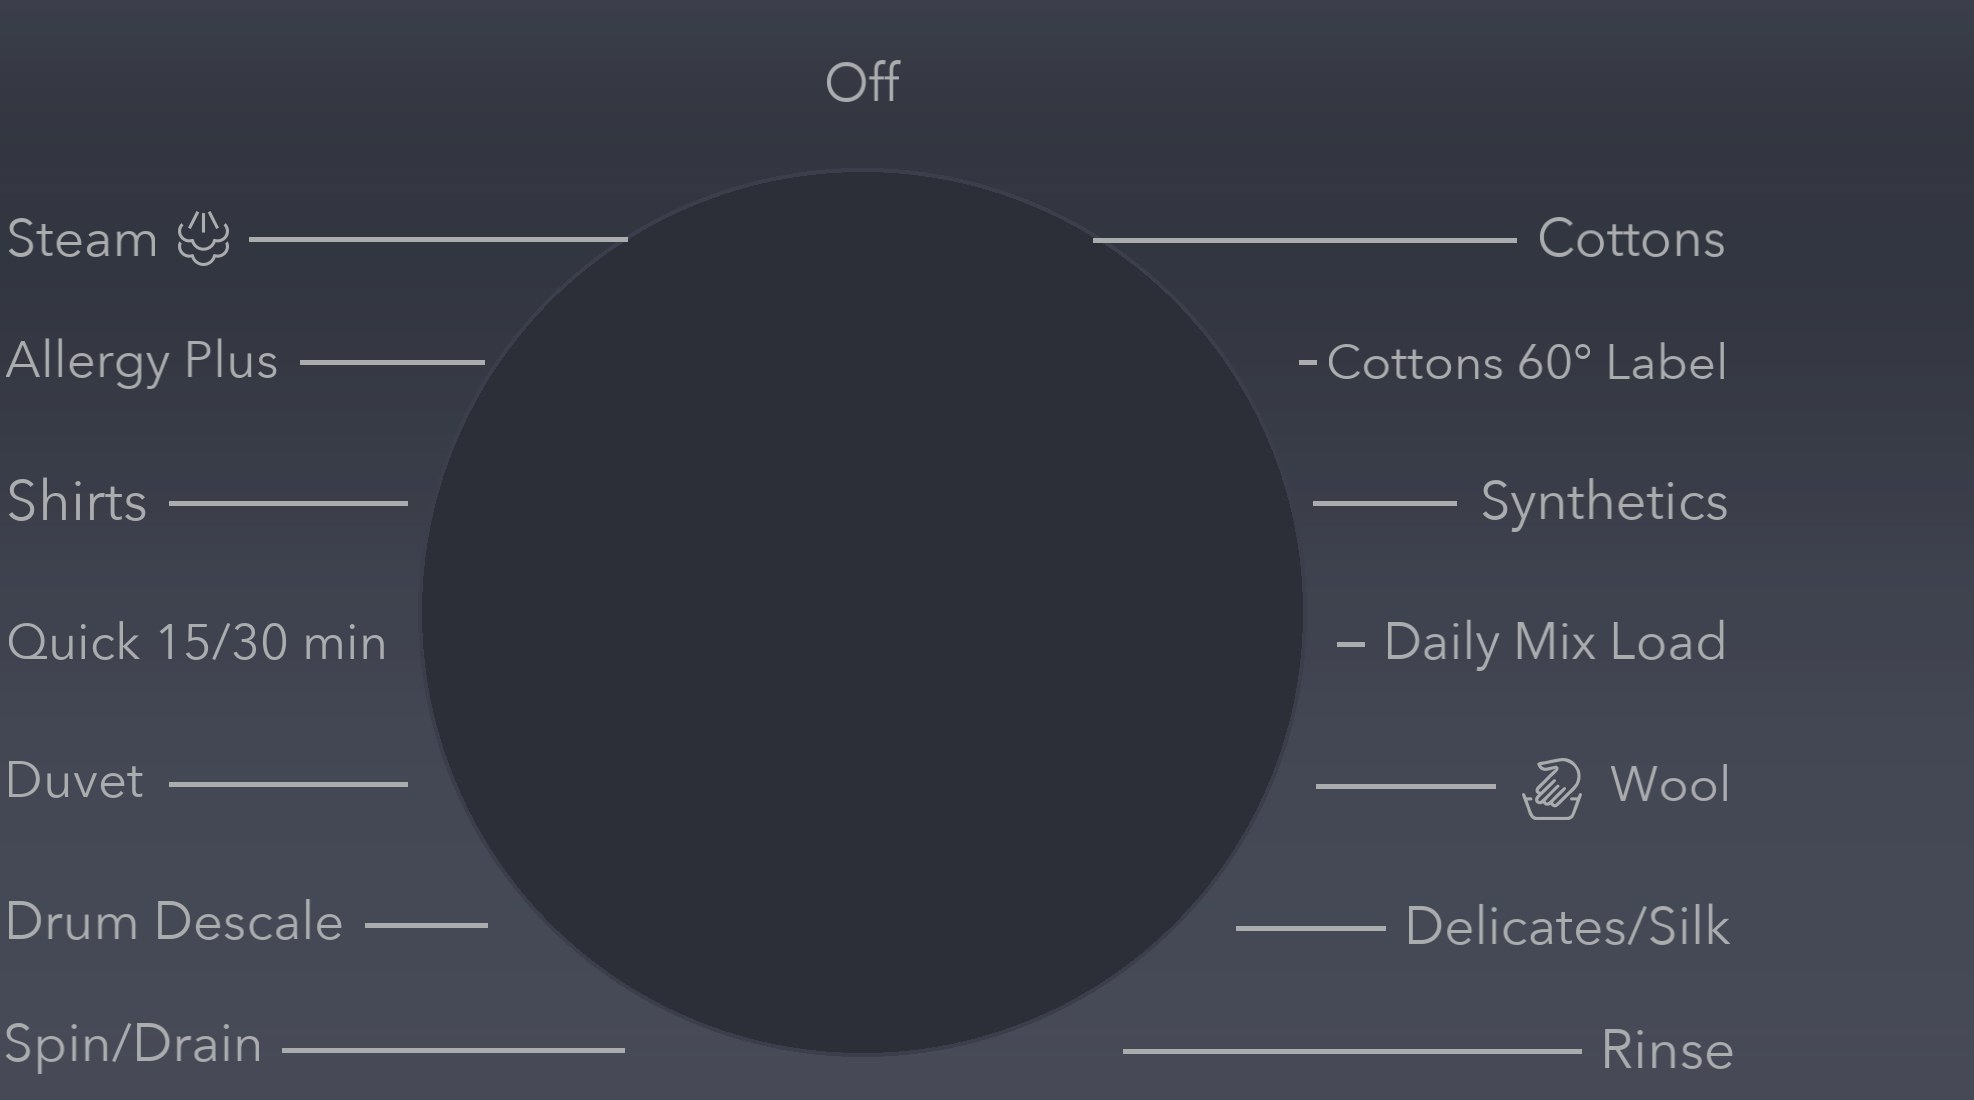 Off
Steam
Cottons
Allergy Plus
Cottons 60° Label
Shirts
Synthetics
Quick 15/30 min
Daily Mix Load
Duvet
Wool
Drum Descale
Delicates/Silk
Spin/Drain
Rinse